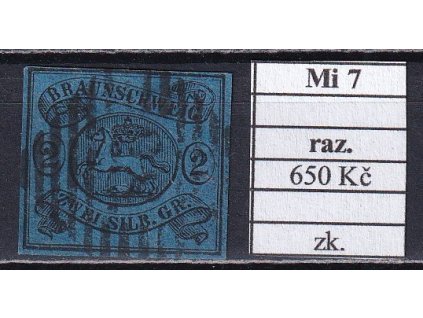 BRAUNSCHWEIG
2 2
ZWEI SILB. GR.
Mi 7
raz.
650 Kč
zk.